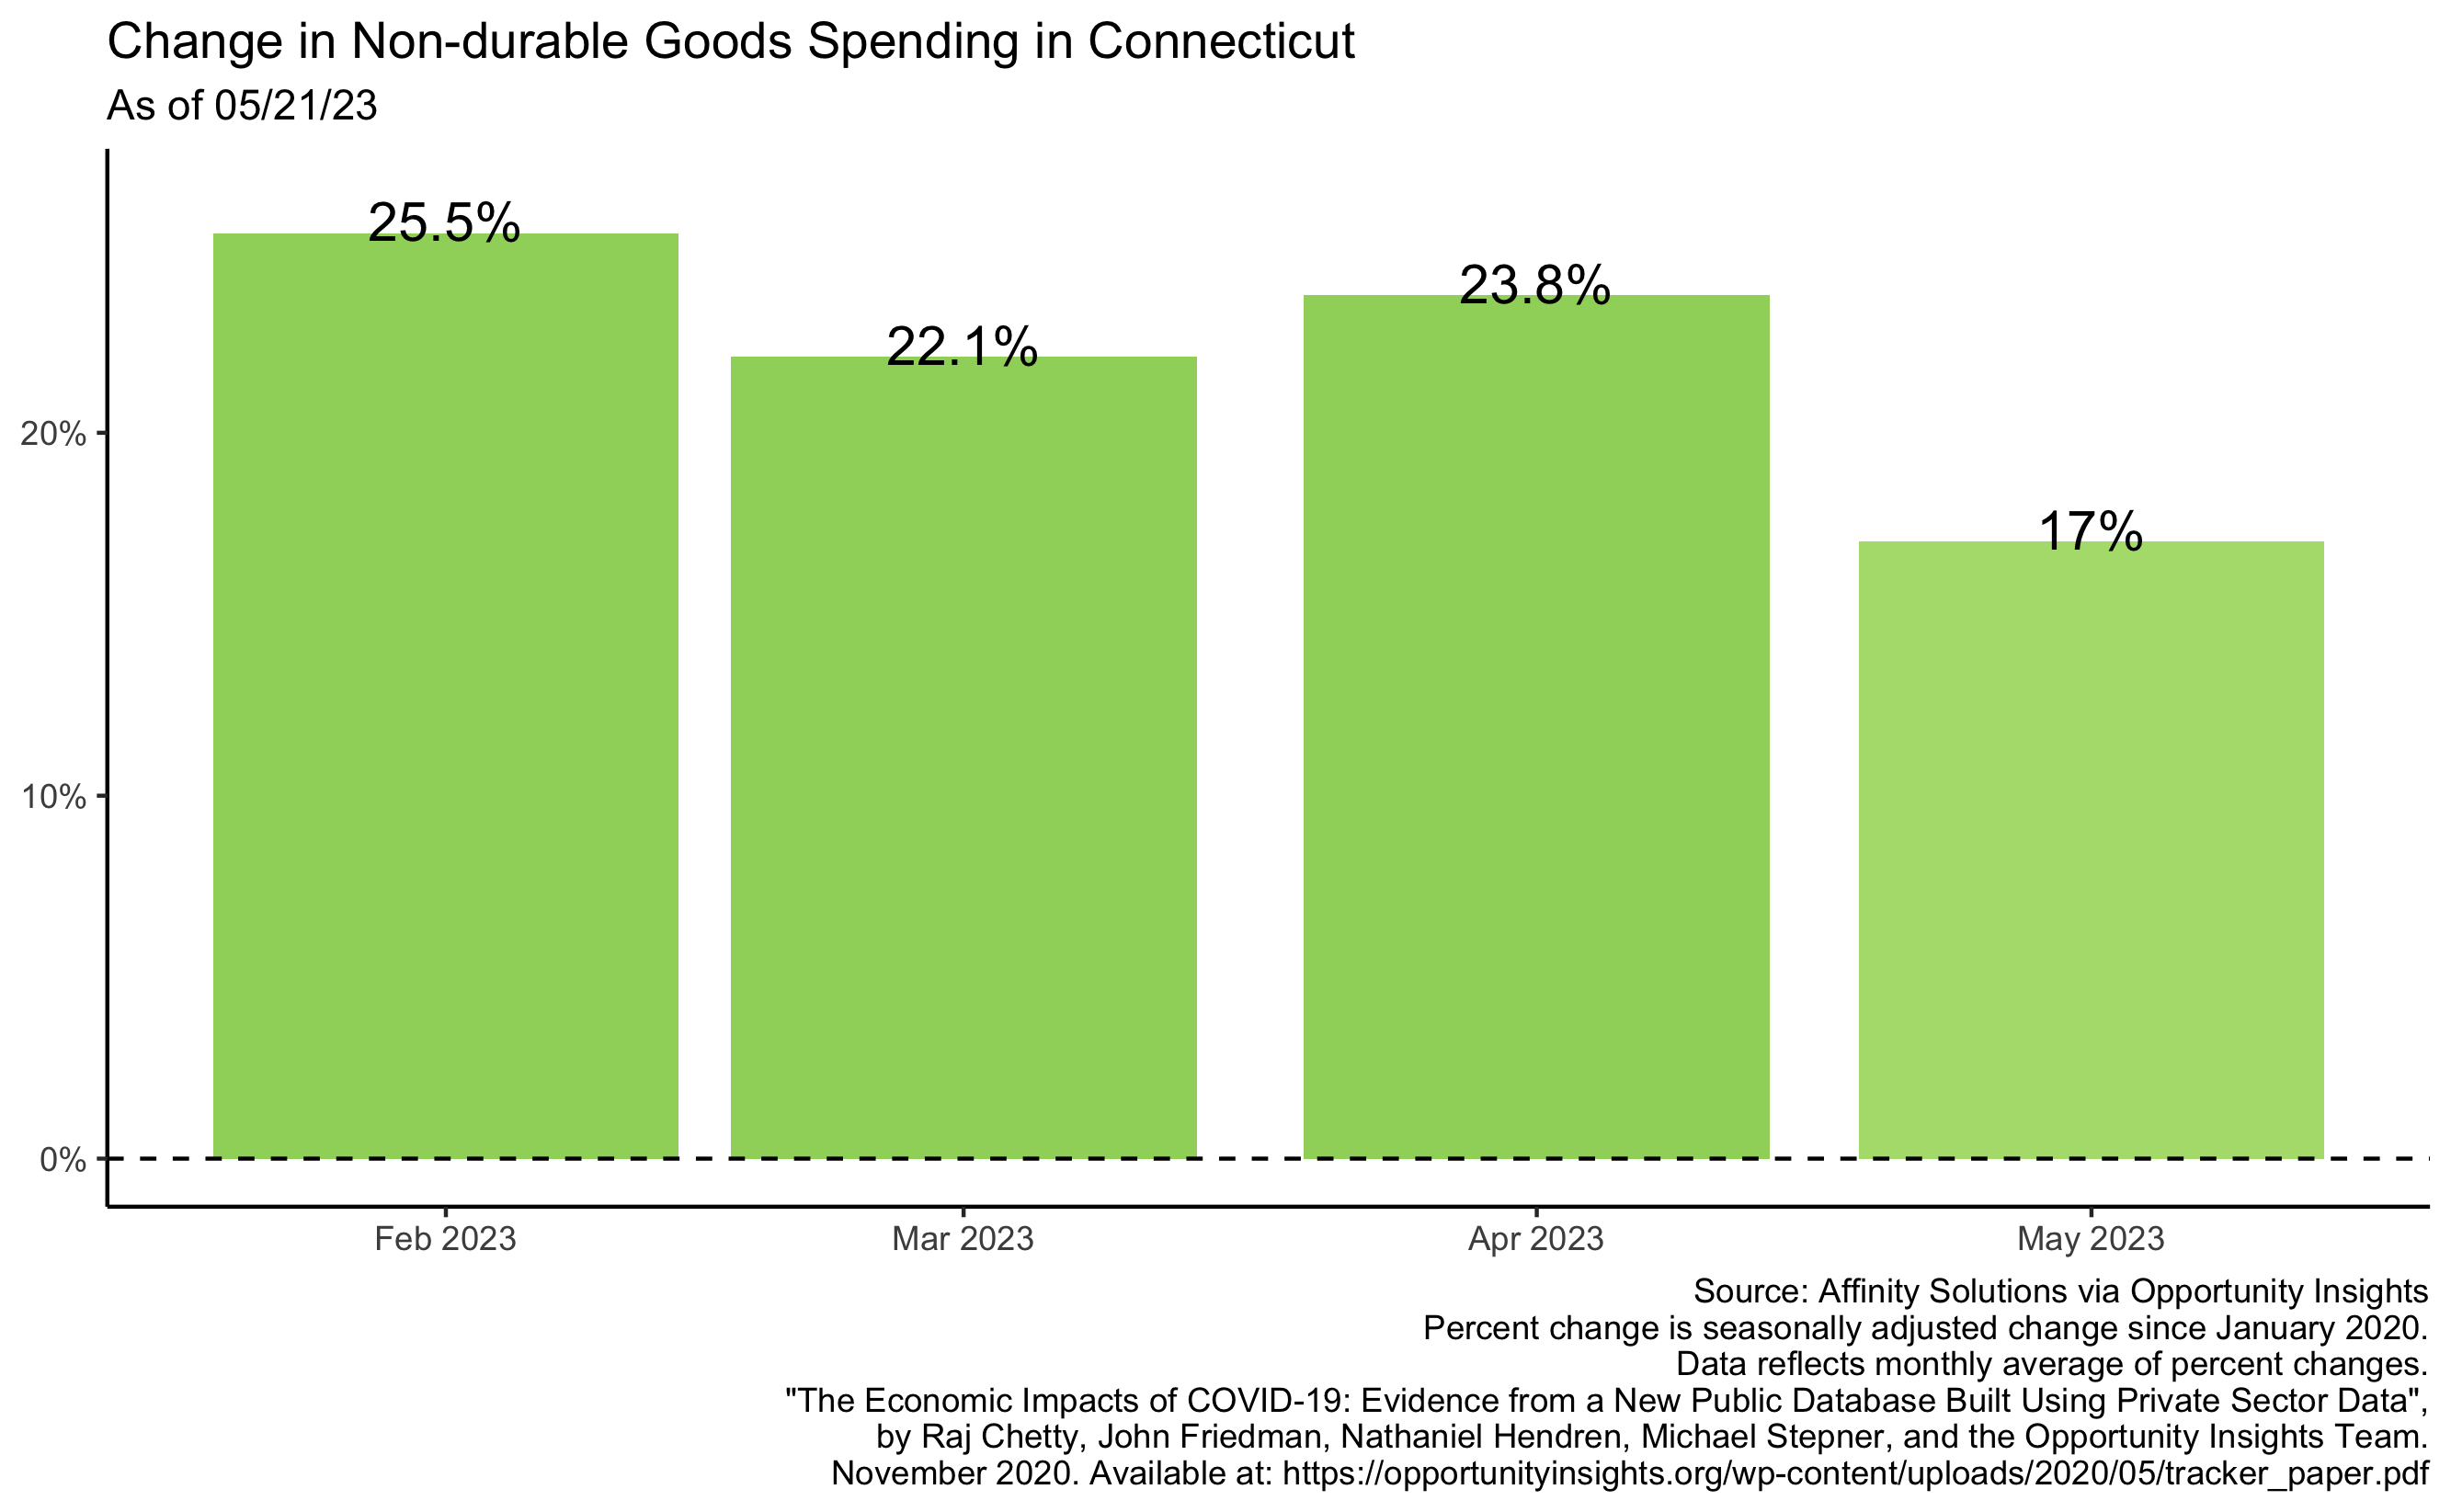 Change in Non-durable Goods Spending in Connecticut
As of 05/21/23
25.5%
22.1%
23.8%
17%
20%
10%
0%
Feb 2023
Mar 2023
Apr 2023
May 2023
Source: Affinity Solutions via Opportunity Insights
Percent change is seasonally adjusted change since January 2020.
Data reflects monthly average of percent changes.
"The Economic Impacts of COVID-19: Evidence from a New Public Database Built Using Private Sector Data",
by Raj Chetty, John Friedman, Nathaniel Hendren, Michael Stepner, and the Opportunity Insights Team.
November 2020. Available at: https://opportunityinsights.org/wp-content/uploads/2020/05/tracker_paper.pdf